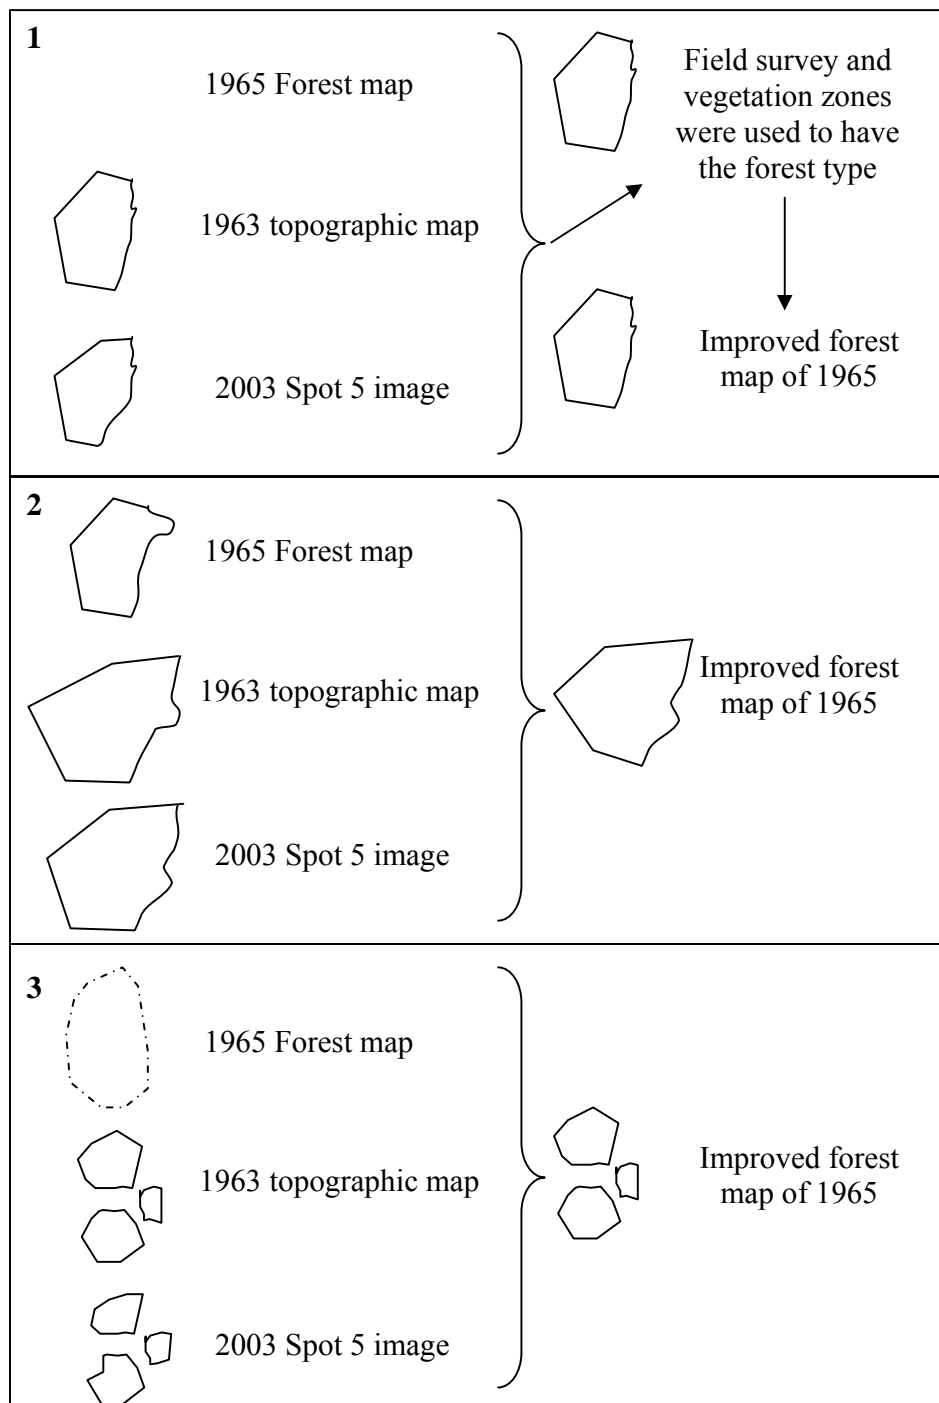 1
1965 Forest map
1963 topographic map
2003 Spot 5 image
Field survey and
vegetation zones
were used to have
the forest type
Improved forest
map of 1965
2
1965 Forest map
1963 topographic map
2003 Spot 5 image
Improved forest
map of 1965
3
1965 Forest map
1963 topographic map
2003 Spot 5 image
Improved forest
map of 1965